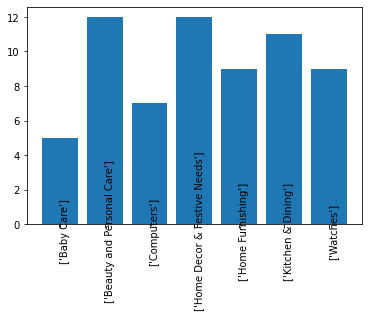 12
10
8
6
4
2
0
['Baby Care']
['Beauty and Personal Care']
['Computers']
['Home Decor & Festive Needs']
['Home Furnishing']
['Kitchen & Dining']
['Watches']